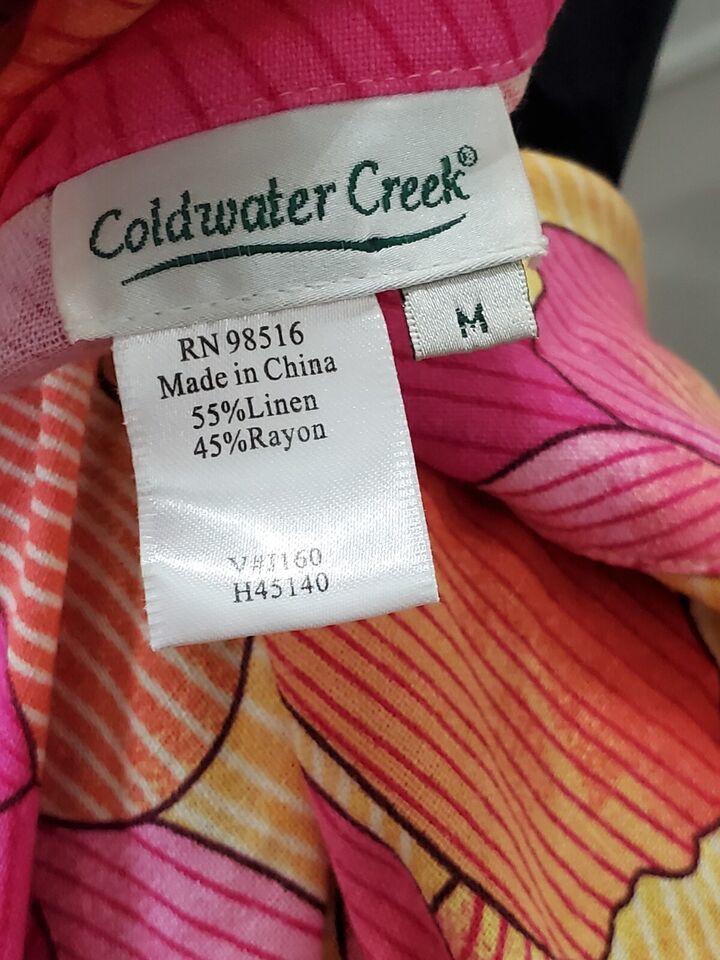 Coldwater Creek®
M
RN 98516
Made in China
55%Linen
45%Rayon
V#J160
H45140